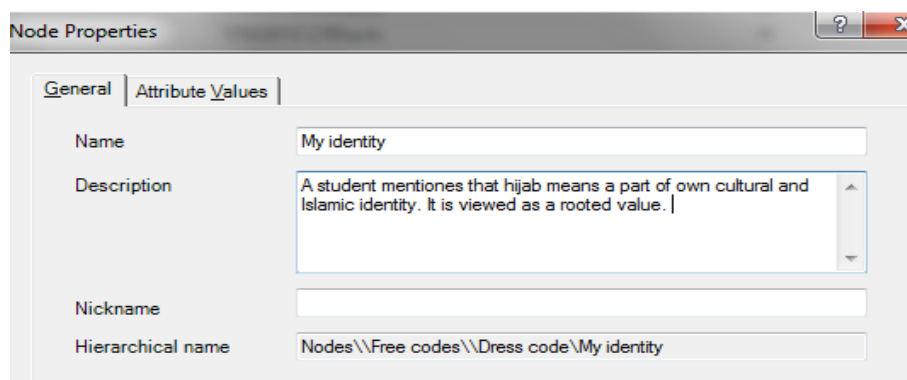 Node Properties
General Attribute Values
Name My identity
Description A student mentiones that hijab means a part of own cultural and
Islamic identity. It is viewed as a rooted value.
Nickname
Hierarchical name Nodes\\Free codes\\Dress code\My identity